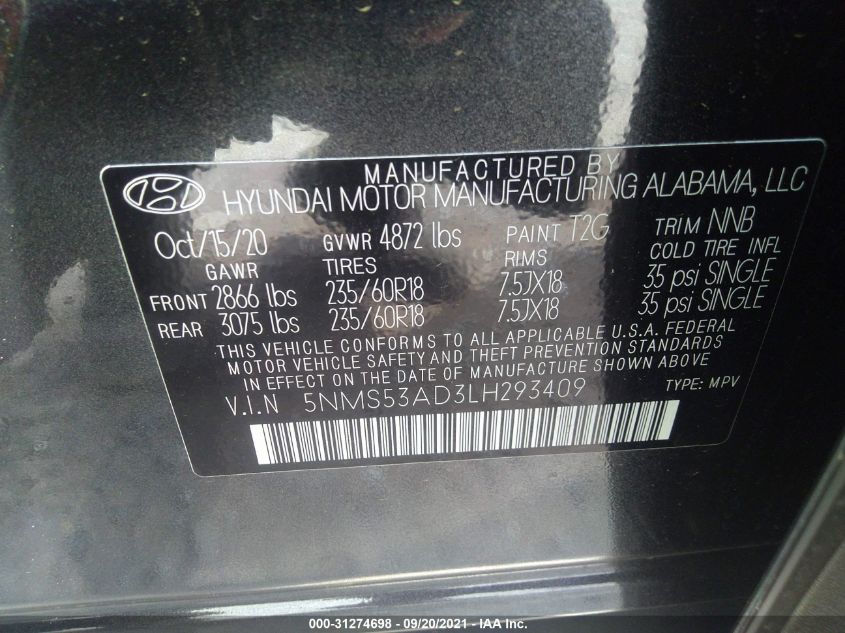 MANUFACTURED BY
HYUNDAI MOTOR MANUFACTURING ALABAMA, LLC
Oct/15/20 GVWR 4872 lbs PAINT T2G TRIM NNB
GAWR TIRES RIMS COLD TIRE INFL
FRONT 2866 lbs 235/60R18 7.5JX18 35 psi SINGLE
REAR 3075 lbs 235/60R18 7.5JX18 35 psi SINGLE
THIS VEHICLE CONFORMS TO ALL APPLICABLE U.S.A. FEDERAL
MOTOR VEHICLE SAFETY AND THEFT PREVENTION STANDARDS
IN EFFECT ON THE DATE OF MANUFACTURE SHOWN ABOVE
V.I.N 5NMS53AD3LH293409 TYPE: MPV
000-31274698 - 09/20/2021 - IAA Inc.